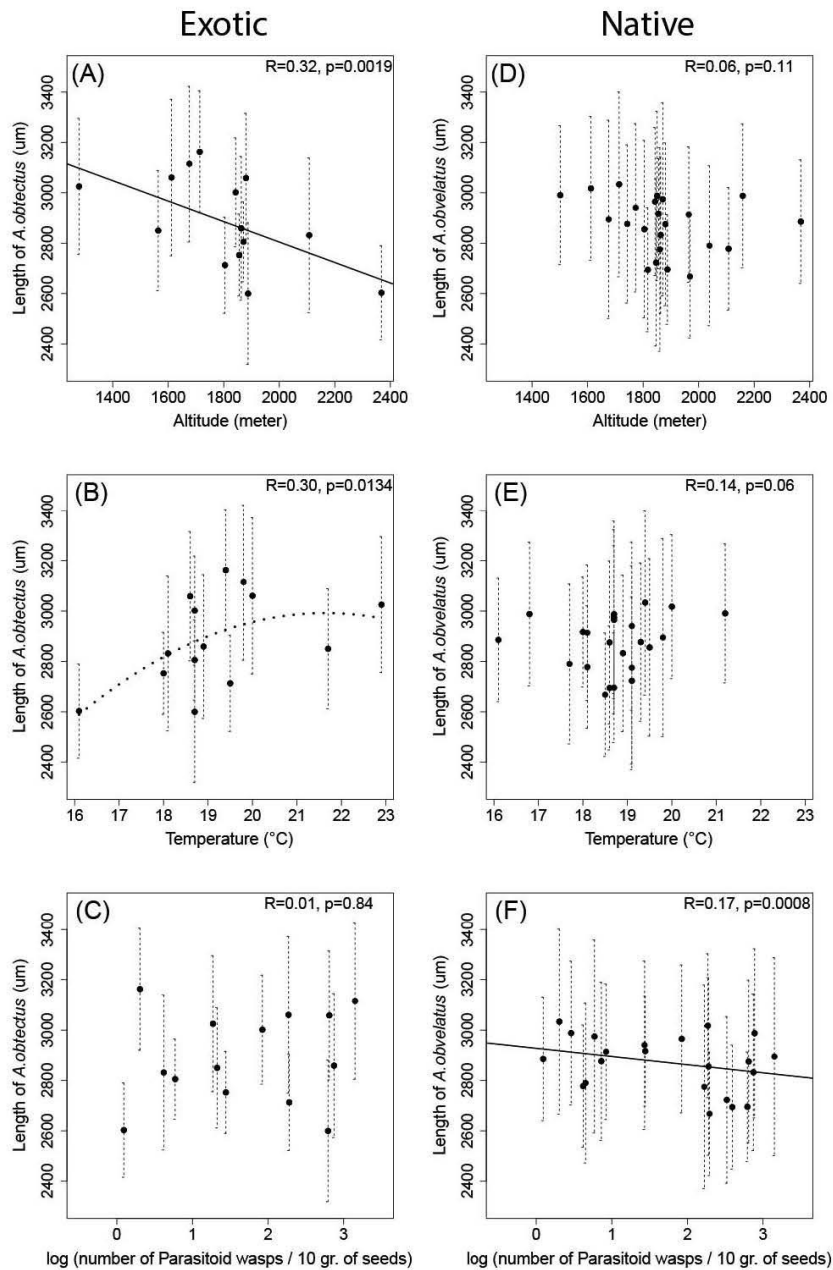 Exotic
Native
(A)
R=0.32, p=0.0019
Length of A.obtectus (um)
2400 2600 2800 3000 3200 3400
1400 1600 1800 2000 2200 2400
Altitude (meter)
(D)
R=0.06, p=0.11
Length of A.obvelatus (um)
2400 2600 2800 3000 3200 3400
1400 1600 1800 2000 2200 2400
Altitude (meter)
(B)
R=0.30, p=0.0134
Length of A.obtectus (um)
2400 2600 2800 3000 3200 3400
16 17 18 19 20 21 22 23
Temperature (°C)
(E)
R=0.14, p=0.06
Length of A.obvelatus (um)
2400 2600 2800 3000 3200 3400
16 17 18 19 20 21 22 23
Temperature (°C)
(C)
R=0.01, p=0.84
Length of A.obtectus (um)
2400 2600 2800 3000 3200 3400
0 1 2 3
log (number of Parasitoid wasps / 10 gr. of seeds)
(F)
R=0.17, p=0.0008
Length of A.obvelatus (um)
2400 2600 2800 3000 3200 3400
0 1 2 3
log (number of Parasitoid wasps / 10 gr. of seeds)